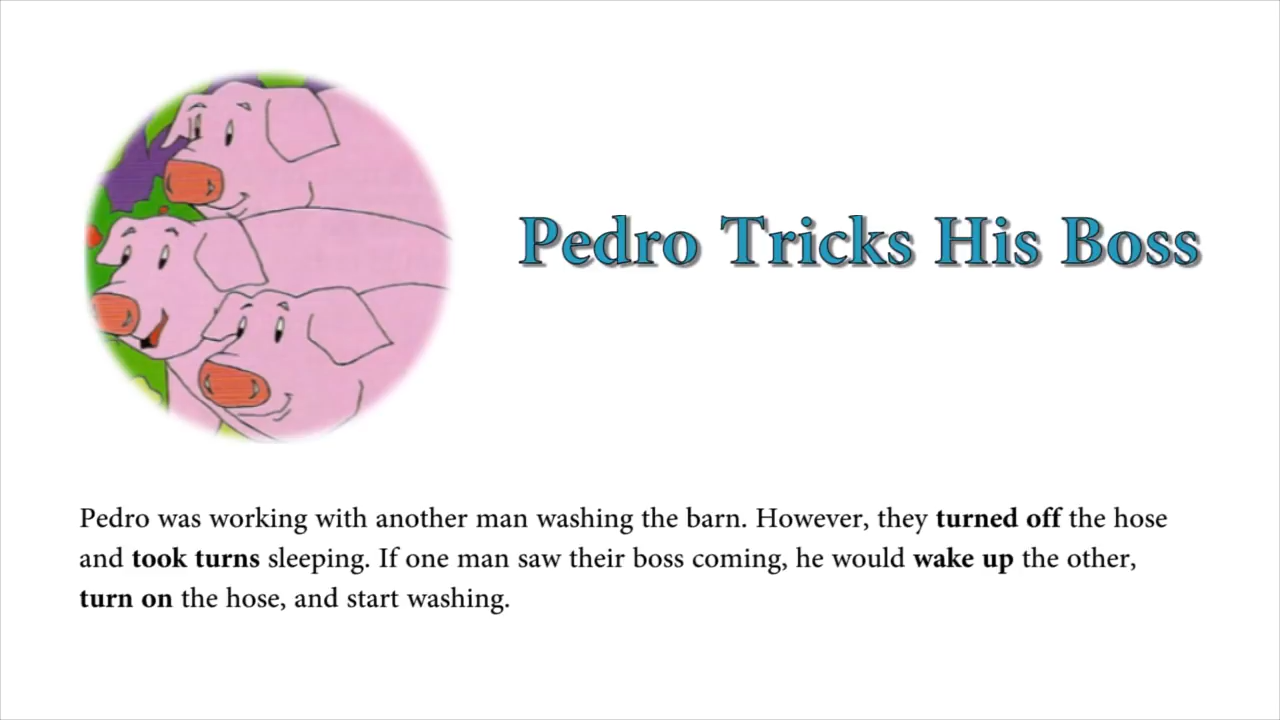 Pedro Tricks His Boss
Pedro was working with another man washing the barn. However, they turned off the hose
and took turns sleeping. If one man saw their boss coming, he would wake up the other,
turn on the hose, and start washing.